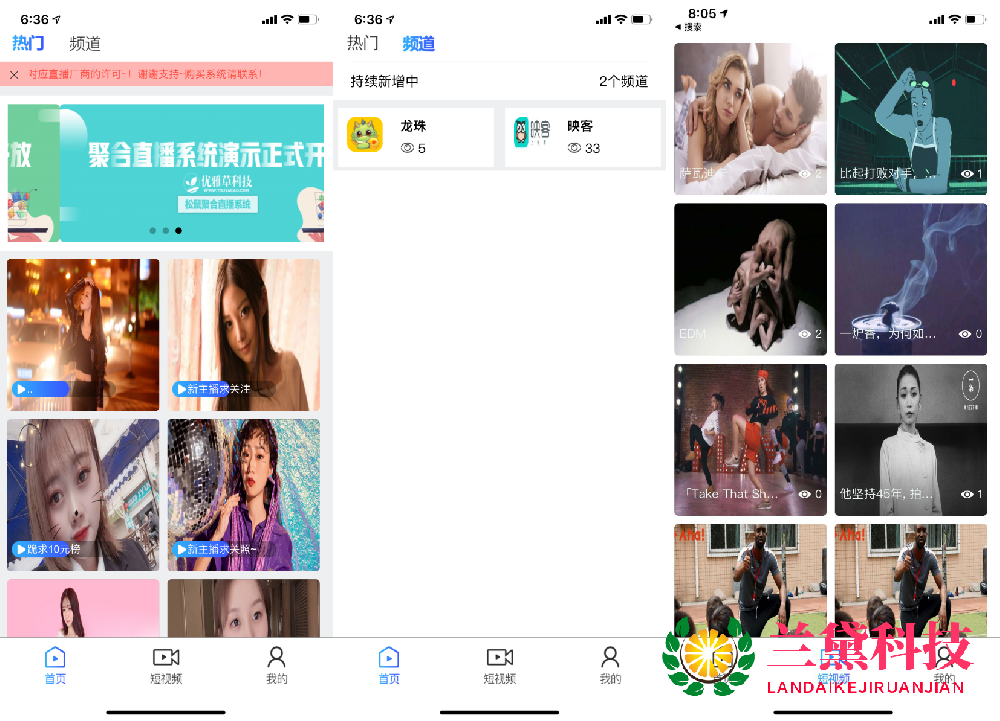 6:36
热门 频道
× 对应直播厂商的许可~！谢谢支持~购买系统请联系！
放
聚合直播系统演示正式开
优雅草科技
松鼠聚合直播系统
..
新主播求关注
跪求10元榜
新主播求关照~
首页 短视频 我的
6:36
热门 频道
持续新增中 2个频道
龙珠
5
映客
映客
33
首页 短视频 我的
8:05
搜索
2
比起打败对手，...
1
EDM
2
一炉香，为何如...
0
「Take That Sh...
0
他坚持45年, 拍...
1
Aha!
Aha!
短视频 我的
兰黛科技
LANDAIKEJIRUANJIAN